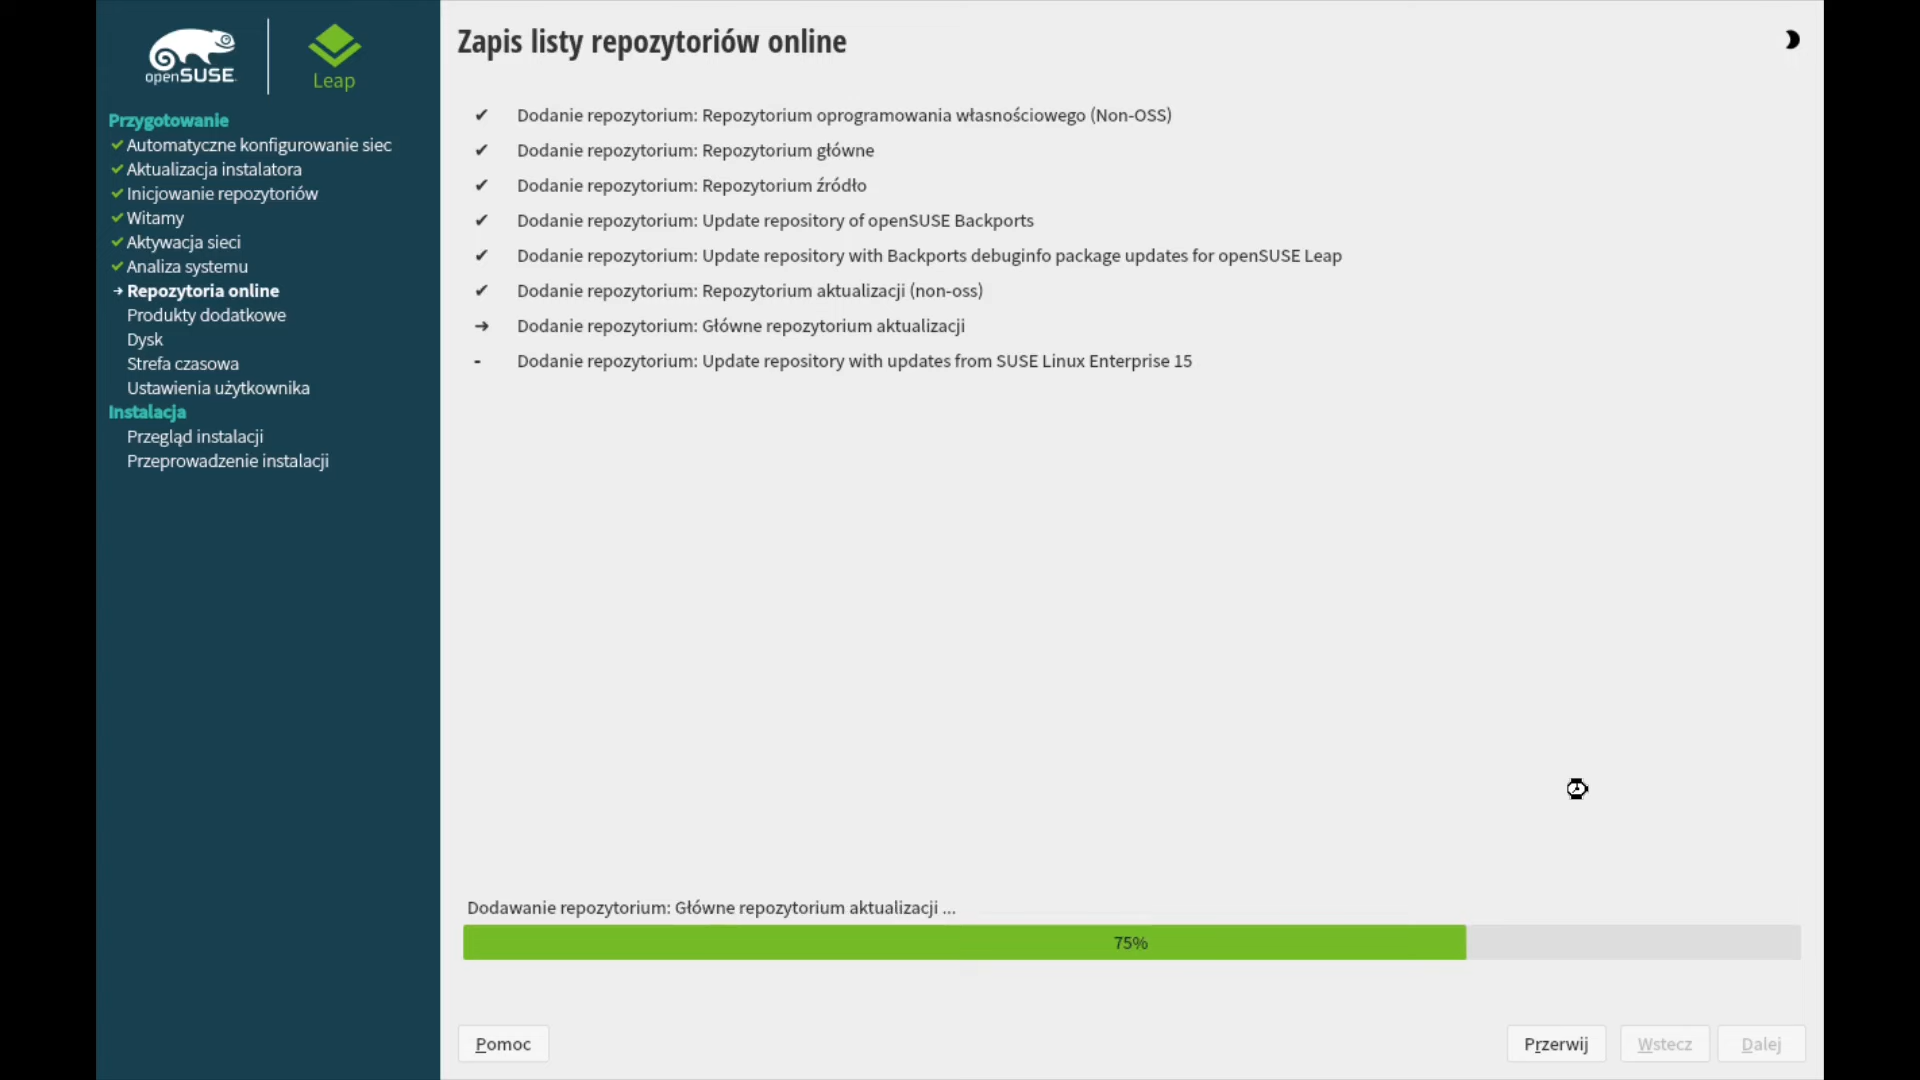 openSUSE
Leap
Przygotowanie
Automatyczne konfigurowanie siec
Aktualizacja instalatora
Inicjowanie repozytoriów
Witamy
Aktywacja sieci
Analiza systemu
Repozytoria online
Produkty dodatkowe
Dysk
Strefa czasowa
Ustawienia użytkownika
Instalacja
Przegląd instalacji
Przeprowadzenie instalacji
Zapis listy repozytoriów online
✔ Dodanie repozytorium: Repozytorium oprogramowania własnościowego (Non-OSS)
✔ Dodanie repozytorium: Repozytorium główne
✔ Dodanie repozytorium: Repozytorium źródło
✔ Dodanie repozytorium: Update repository of openSUSE Backports
✔ Dodanie repozytorium: Update repository with Backports debuginfo package updates for openSUSE Leap
✔ Dodanie repozytorium: Repozytorium aktualizacji (non-oss)
➜ Dodanie repozytorium: Główne repozytorium aktualizacji
- Dodanie repozytorium: Update repository with updates from SUSE Linux Enterprise 15
Dodawanie repozytorium: Główne repozytorium aktualizacji ...
75%
Pomoc
Przerwij
Wstecz
Dalej